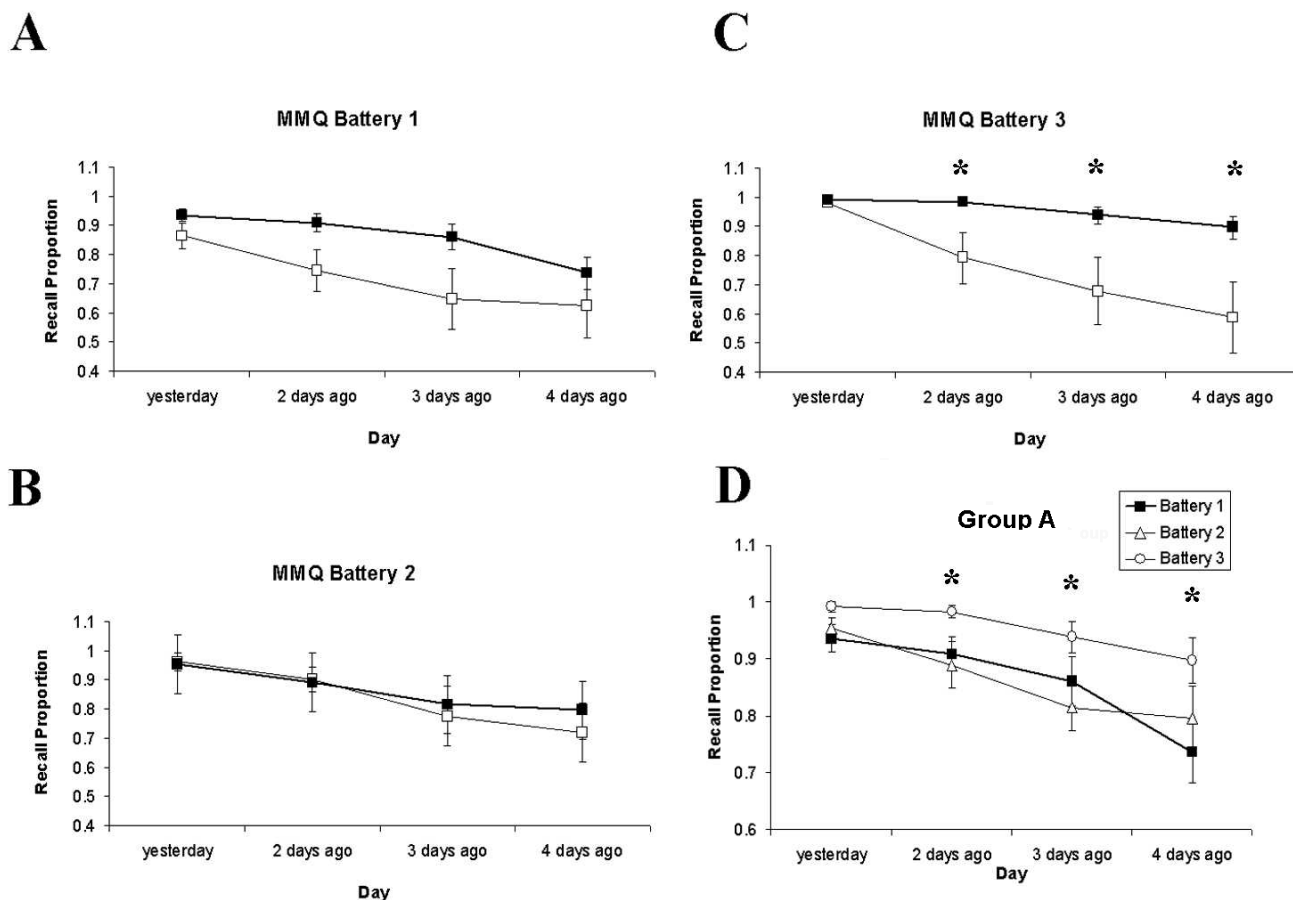 A
MMQ Battery 1
1.1
1
0.9
0.8
0.7
0.6
0.5
0.4
Recall Proportion
yesterday 2 days ago 3 days ago 4 days ago
Day
B
MMQ Battery 2
1.1
1
0.9
0.8
0.7
0.6
0.5
0.4
Recall Proportion
yesterday 2 days ago 3 days ago 4 days ago
Day
C
MMQ Battery 3
* * *
1.1
1
0.9
0.8
0.7
0.6
0.5
0.4
Recall Proportion
yesterday 2 days ago 3 days ago 4 days ago
Day
D
Group A
Battery 1
Battery 2
Battery 3
* * *
1.1
1
0.9
0.8
0.7
0.6
Recall Proportion
yesterday 2 days ago 3 days ago 4 days ago
Day